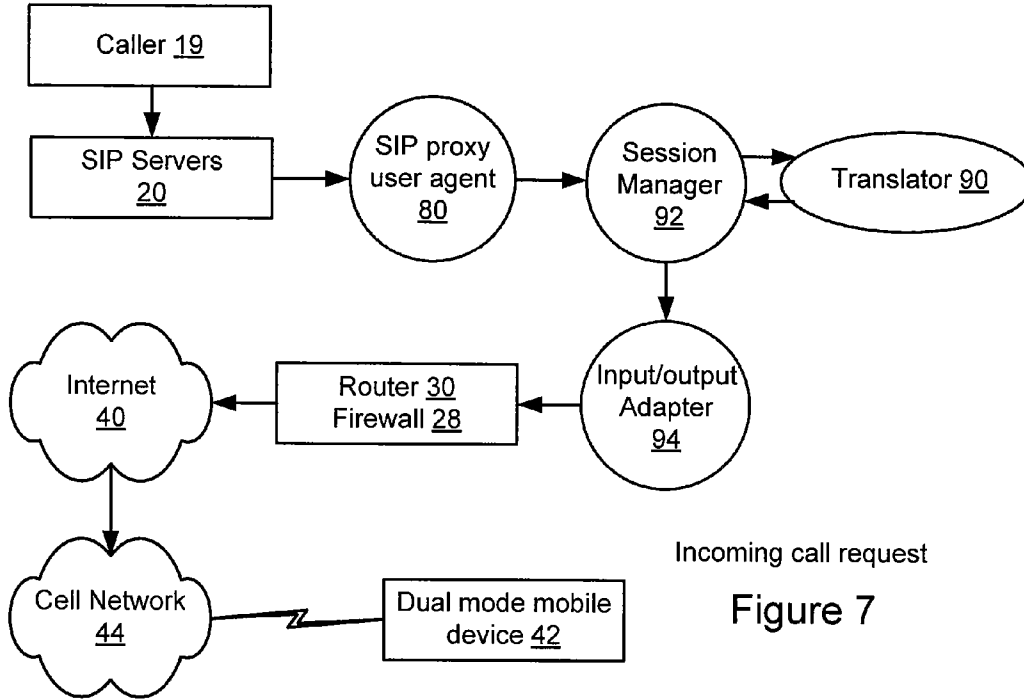 Caller 19
SIP Servers
20
SIP proxy
user agent
80
Session
Manager
92
Translator 90
Internet
40
Router 30
Firewall 28
Input/output
Adapter
94
Cell Network
44
Dual mode mobile
device 42
Incoming call request
Figure 7